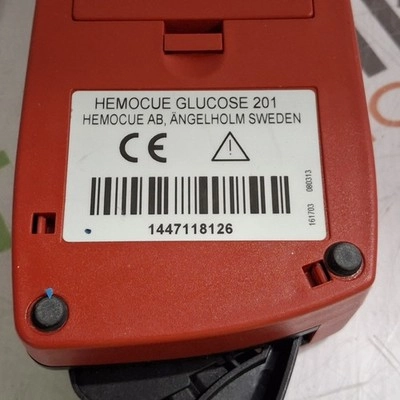 HEMOCUE GLUCOSE 201
HEMOCUE AB, ÄNGELHOLM SWEDEN
CE
1447118126
161703 080313